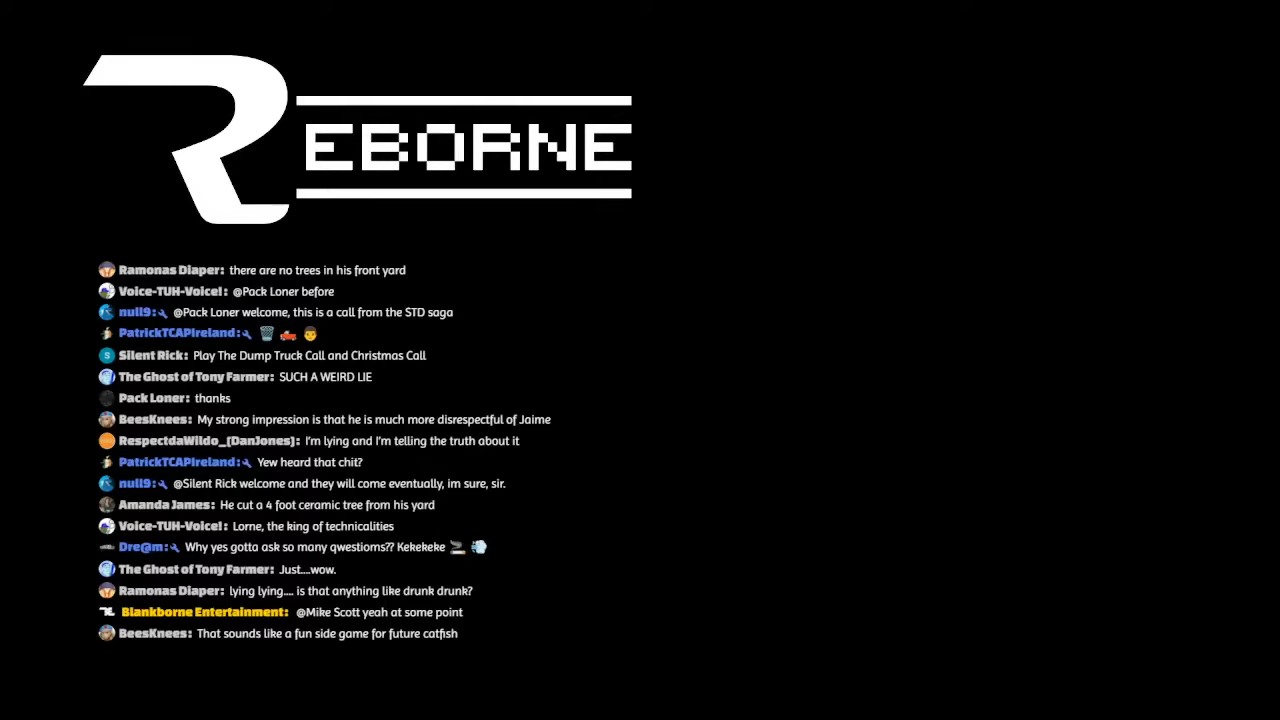 REBORNE
Ramonas Diaper: there are no trees in his front yard
Voice-TUH-Voice!: @Pack Loner before
null9: @Pack Loner welcome, this is a call from the STD saga
PatrickTCAPIreland: 🗑️ 🛻 👨
Silent Rick: Play The Dump Truck Call and Christmas Call
The Ghost of Tony Farmer: SUCH A WEIRD LIE
Pack Loner: thanks
BeesKnees: My strong impression is that he is much more disrespectful of Jaime
RespectdaWildo_(DanJones): I'm lying and I'm telling the truth about it
PatrickTCAPIreland: Yew heard that chit?
null9: @Silent Rick welcome and they will come eventually, im sure, sir.
Amanda James: He cut a 4 foot ceramic tree from his yard
Voice-TUH-Voice!: Lorne, the king of technicalities
Dre@m: Why yes gotta ask so many qwestioms?? Kekekeke 🚬 💨
The Ghost of Tony Farmer: Just....wow.
Ramonas Diaper: lying lying.... is that anything like drunk drunk?
Blankborne Entertainment: @Mike Scott yeah at some point
BeesKnees: That sounds like a fun side game for future catfish